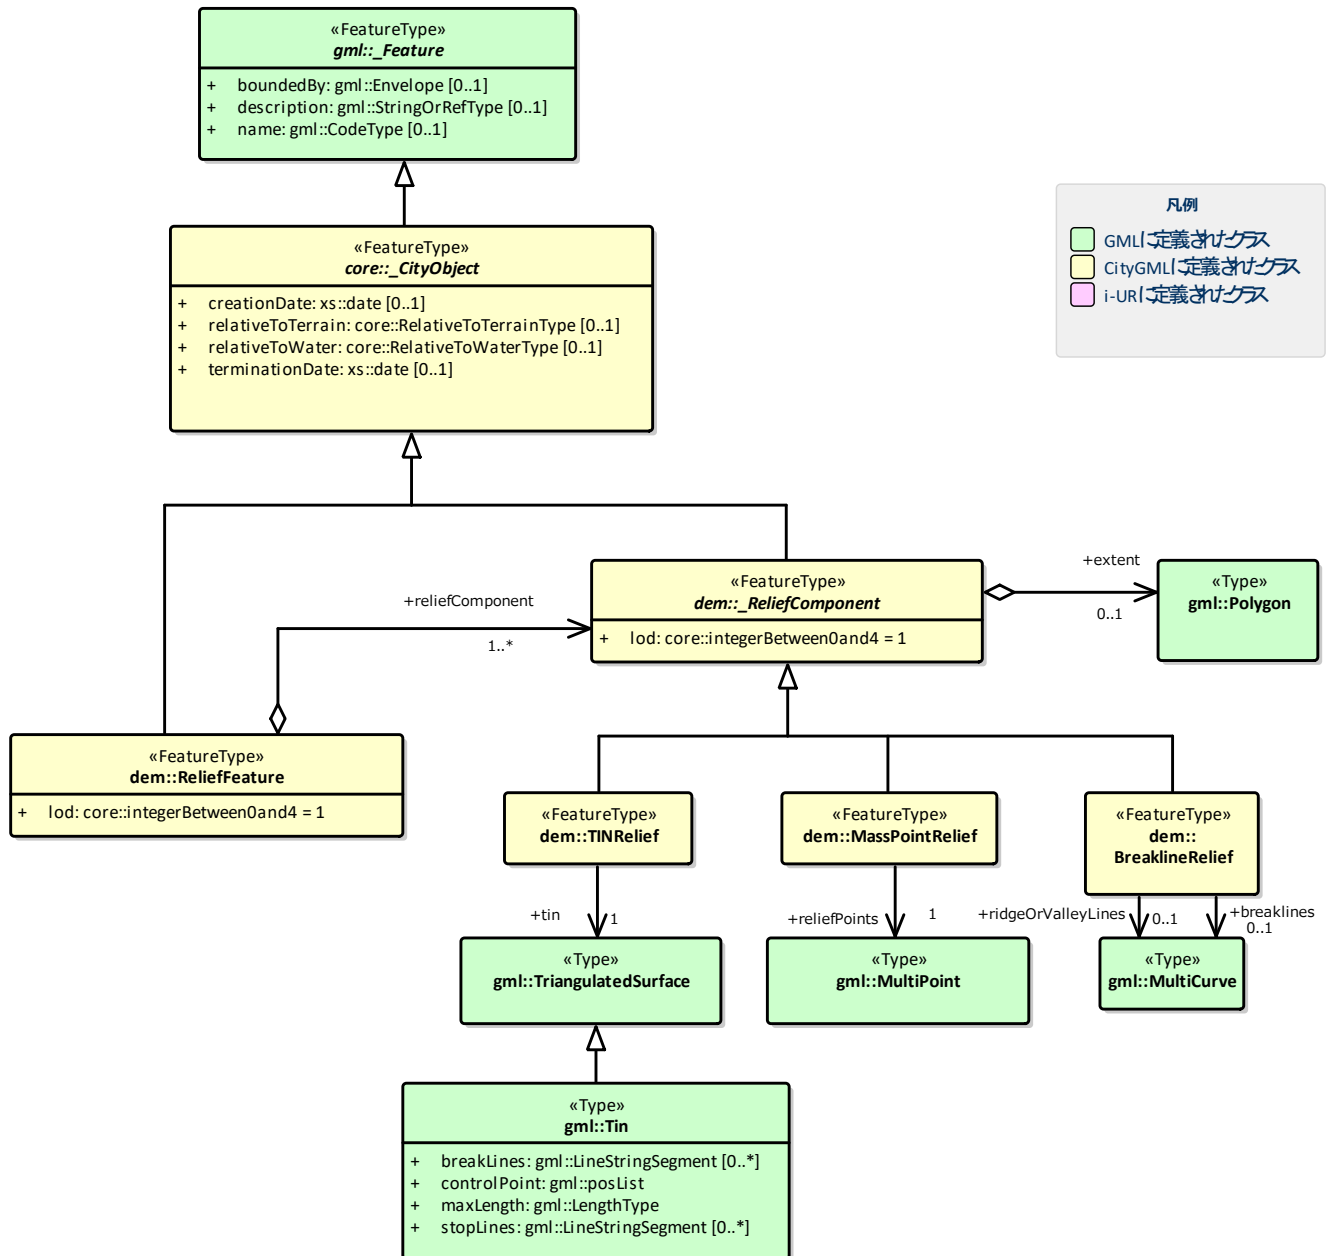 «FeatureType»
gml::_Feature
+ boundedBy: gml::Envelope [0..1]
+ description: gml::StringOrRefType [0..1]
+ name: gml::CodeType [0..1]
凡例
GMLに定義されたクラス
CityGMLに定義されたクラス
i-URに定義されたクラス
«FeatureType»
core::_CityObject
+ creationDate: xs::date [0..1]
+ relativeToTerrain: core::RelativeToTerrainType [0..1]
+ relativeToWater: core::RelativeToWaterType [0..1]
+ terminationDate: xs::date [0..1]
«FeatureType»
dem::_ReliefComponent
+ lod: core::integerBetween0and4 = 1
+extent
0..1
«Type»
gml::Polygon
+reliefComponent
1..*
«FeatureType»
dem::ReliefFeature
+ lod: core::integerBetween0and4 = 1
«FeatureType»
dem::TINRelief
«FeatureType»
dem::MassPointRelief
«FeatureType»
dem::
BreaklineRelief
+tin
1
+reliefPoints
1
+ridgeOrValleyLines
0..1
+breaklines
0..1
«Type»
gml::TriangulatedSurface
«Type»
gml::MultiPoint
«Type»
gml::MultiCurve
«Type»
gml::Tin
+ breakLines: gml::LineStringSegment [0..*]
+ controlPoint: gml::posList
+ maxLength: gml::LengthType
+ stopLines: gml::LineStringSegment [0..*]